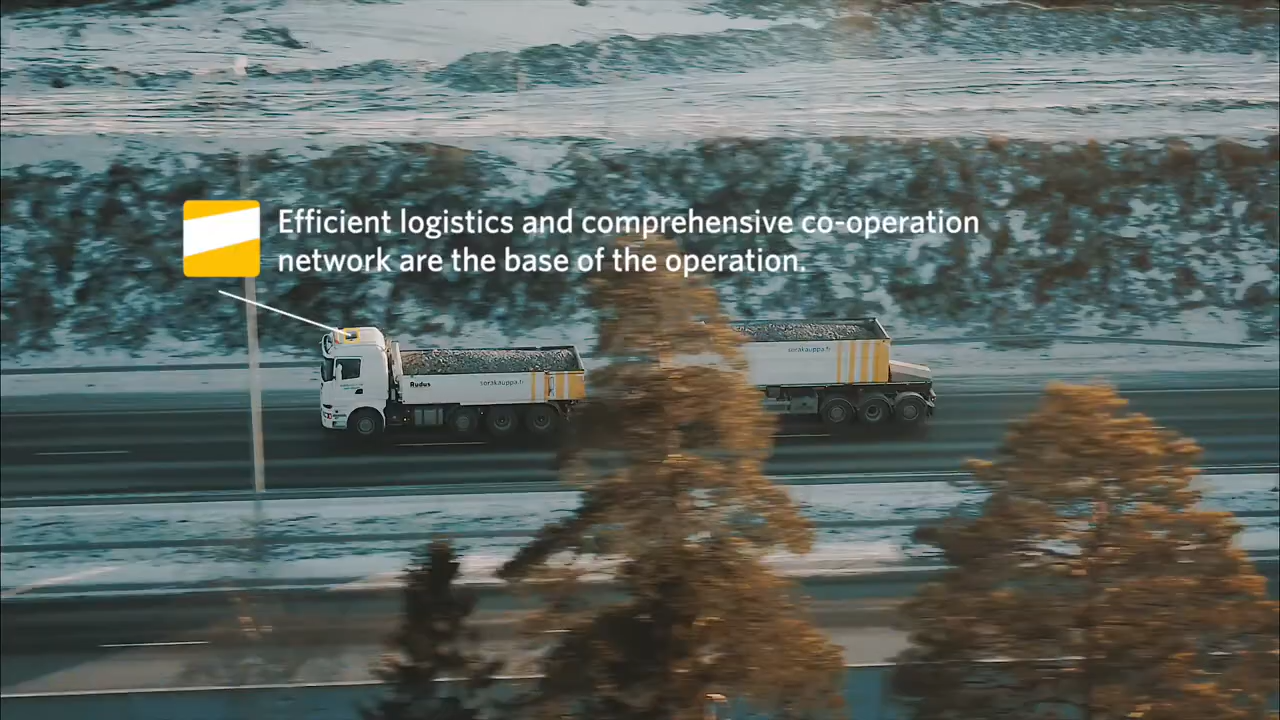 Efficient logistics and comprehensive co-operation
network are the base of the operation.
sorakauppa.fi
Rudus
sorakauppa.fi